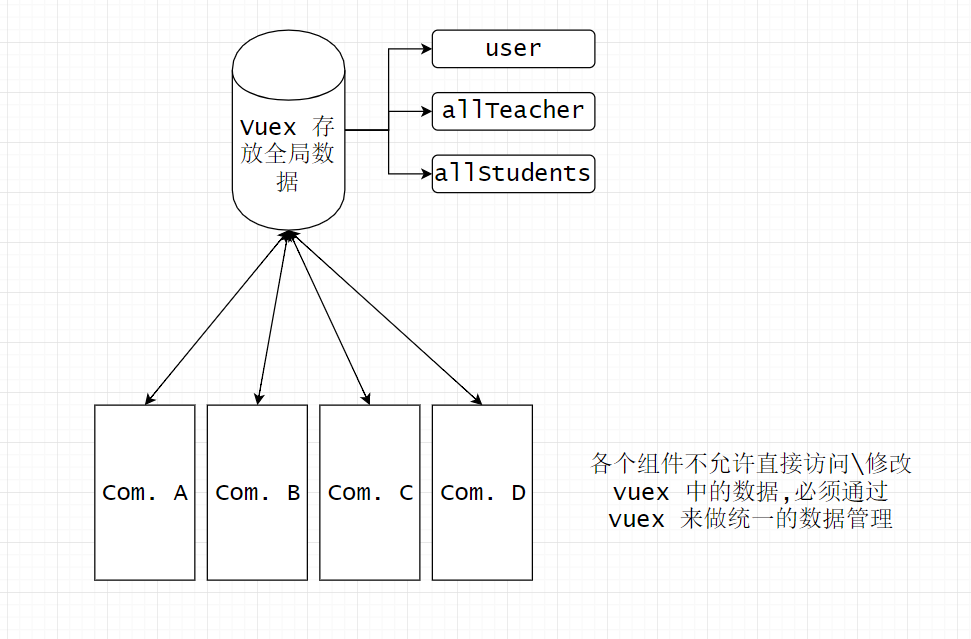 user
allTeacher
allStudents
Vuex 存
放全局数
据
Com. A
Com. B
Com. C
Com. D
各个组件不允许直接访问\修改
vuex 中的数据,必须通过
vuex 来做统一的数据管理